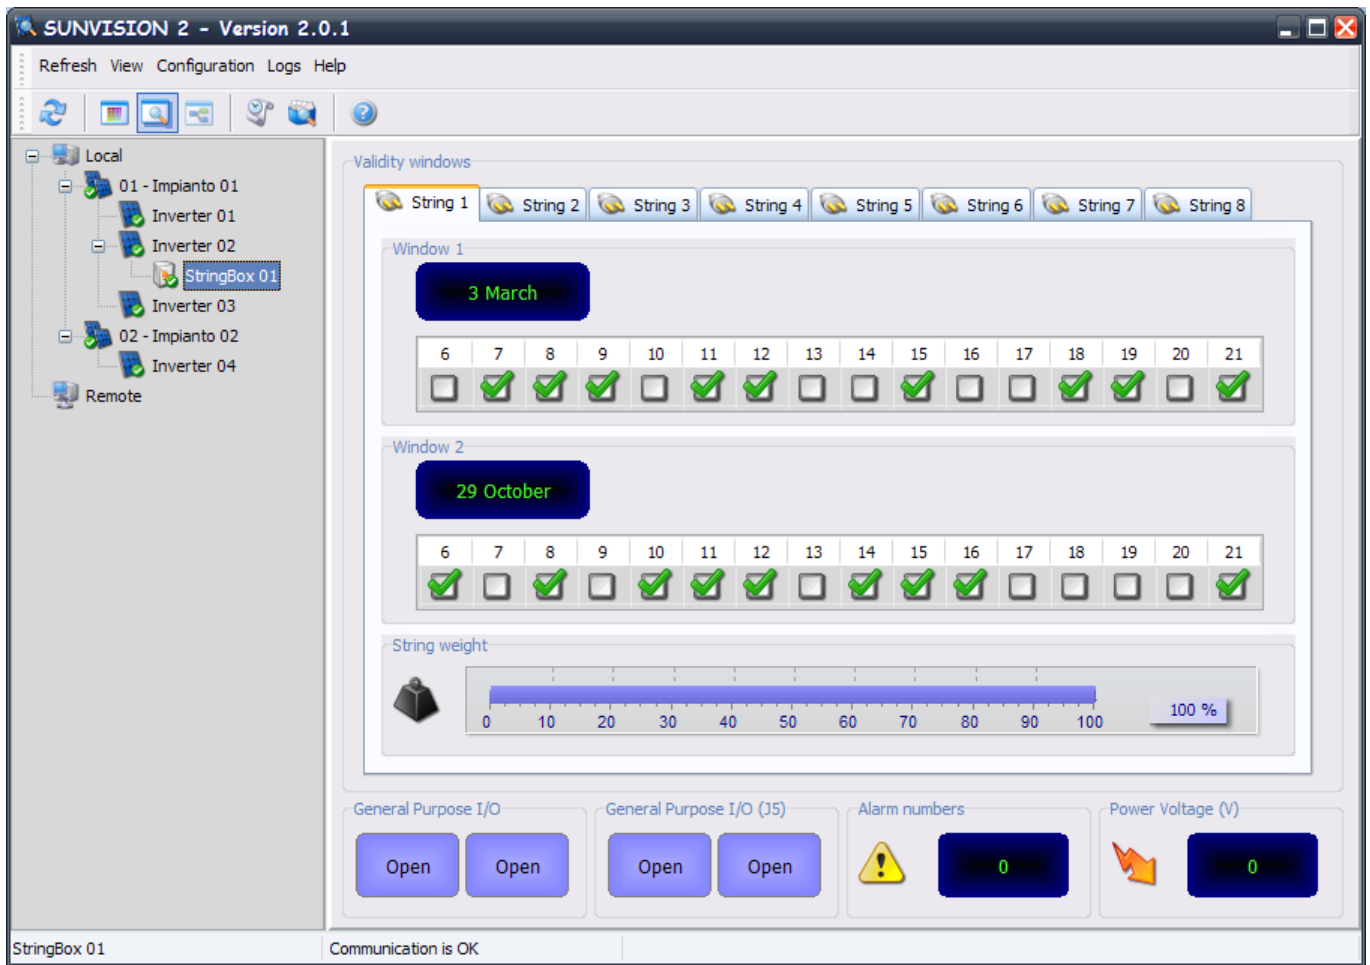 SUNVISION 2 - Version 2.0.1
Refresh View Configuration Logs Help
Local
01 - Impianto 01
Inverter 01
Inverter 02
StringBox 01
Inverter 03
02 - Impianto 02
Inverter 04
Remote
Validity windows
String 1 String 2 String 3 String 4 String 5 String 6 String 7 String 8
Window 1
3 March
6 7 8 9 10 11 12 13 14 15 16 17 18 19 20 21
Window 2
29 October
6 7 8 9 10 11 12 13 14 15 16 17 18 19 20 21
String weight
0 10 20 30 40 50 60 70 80 90 100
100 %
General Purpose I/O
Open Open
General Purpose I/O (J5)
Open Open
Alarm numbers
0
Power Voltage (V)
0
StringBox 01 Communication is OK